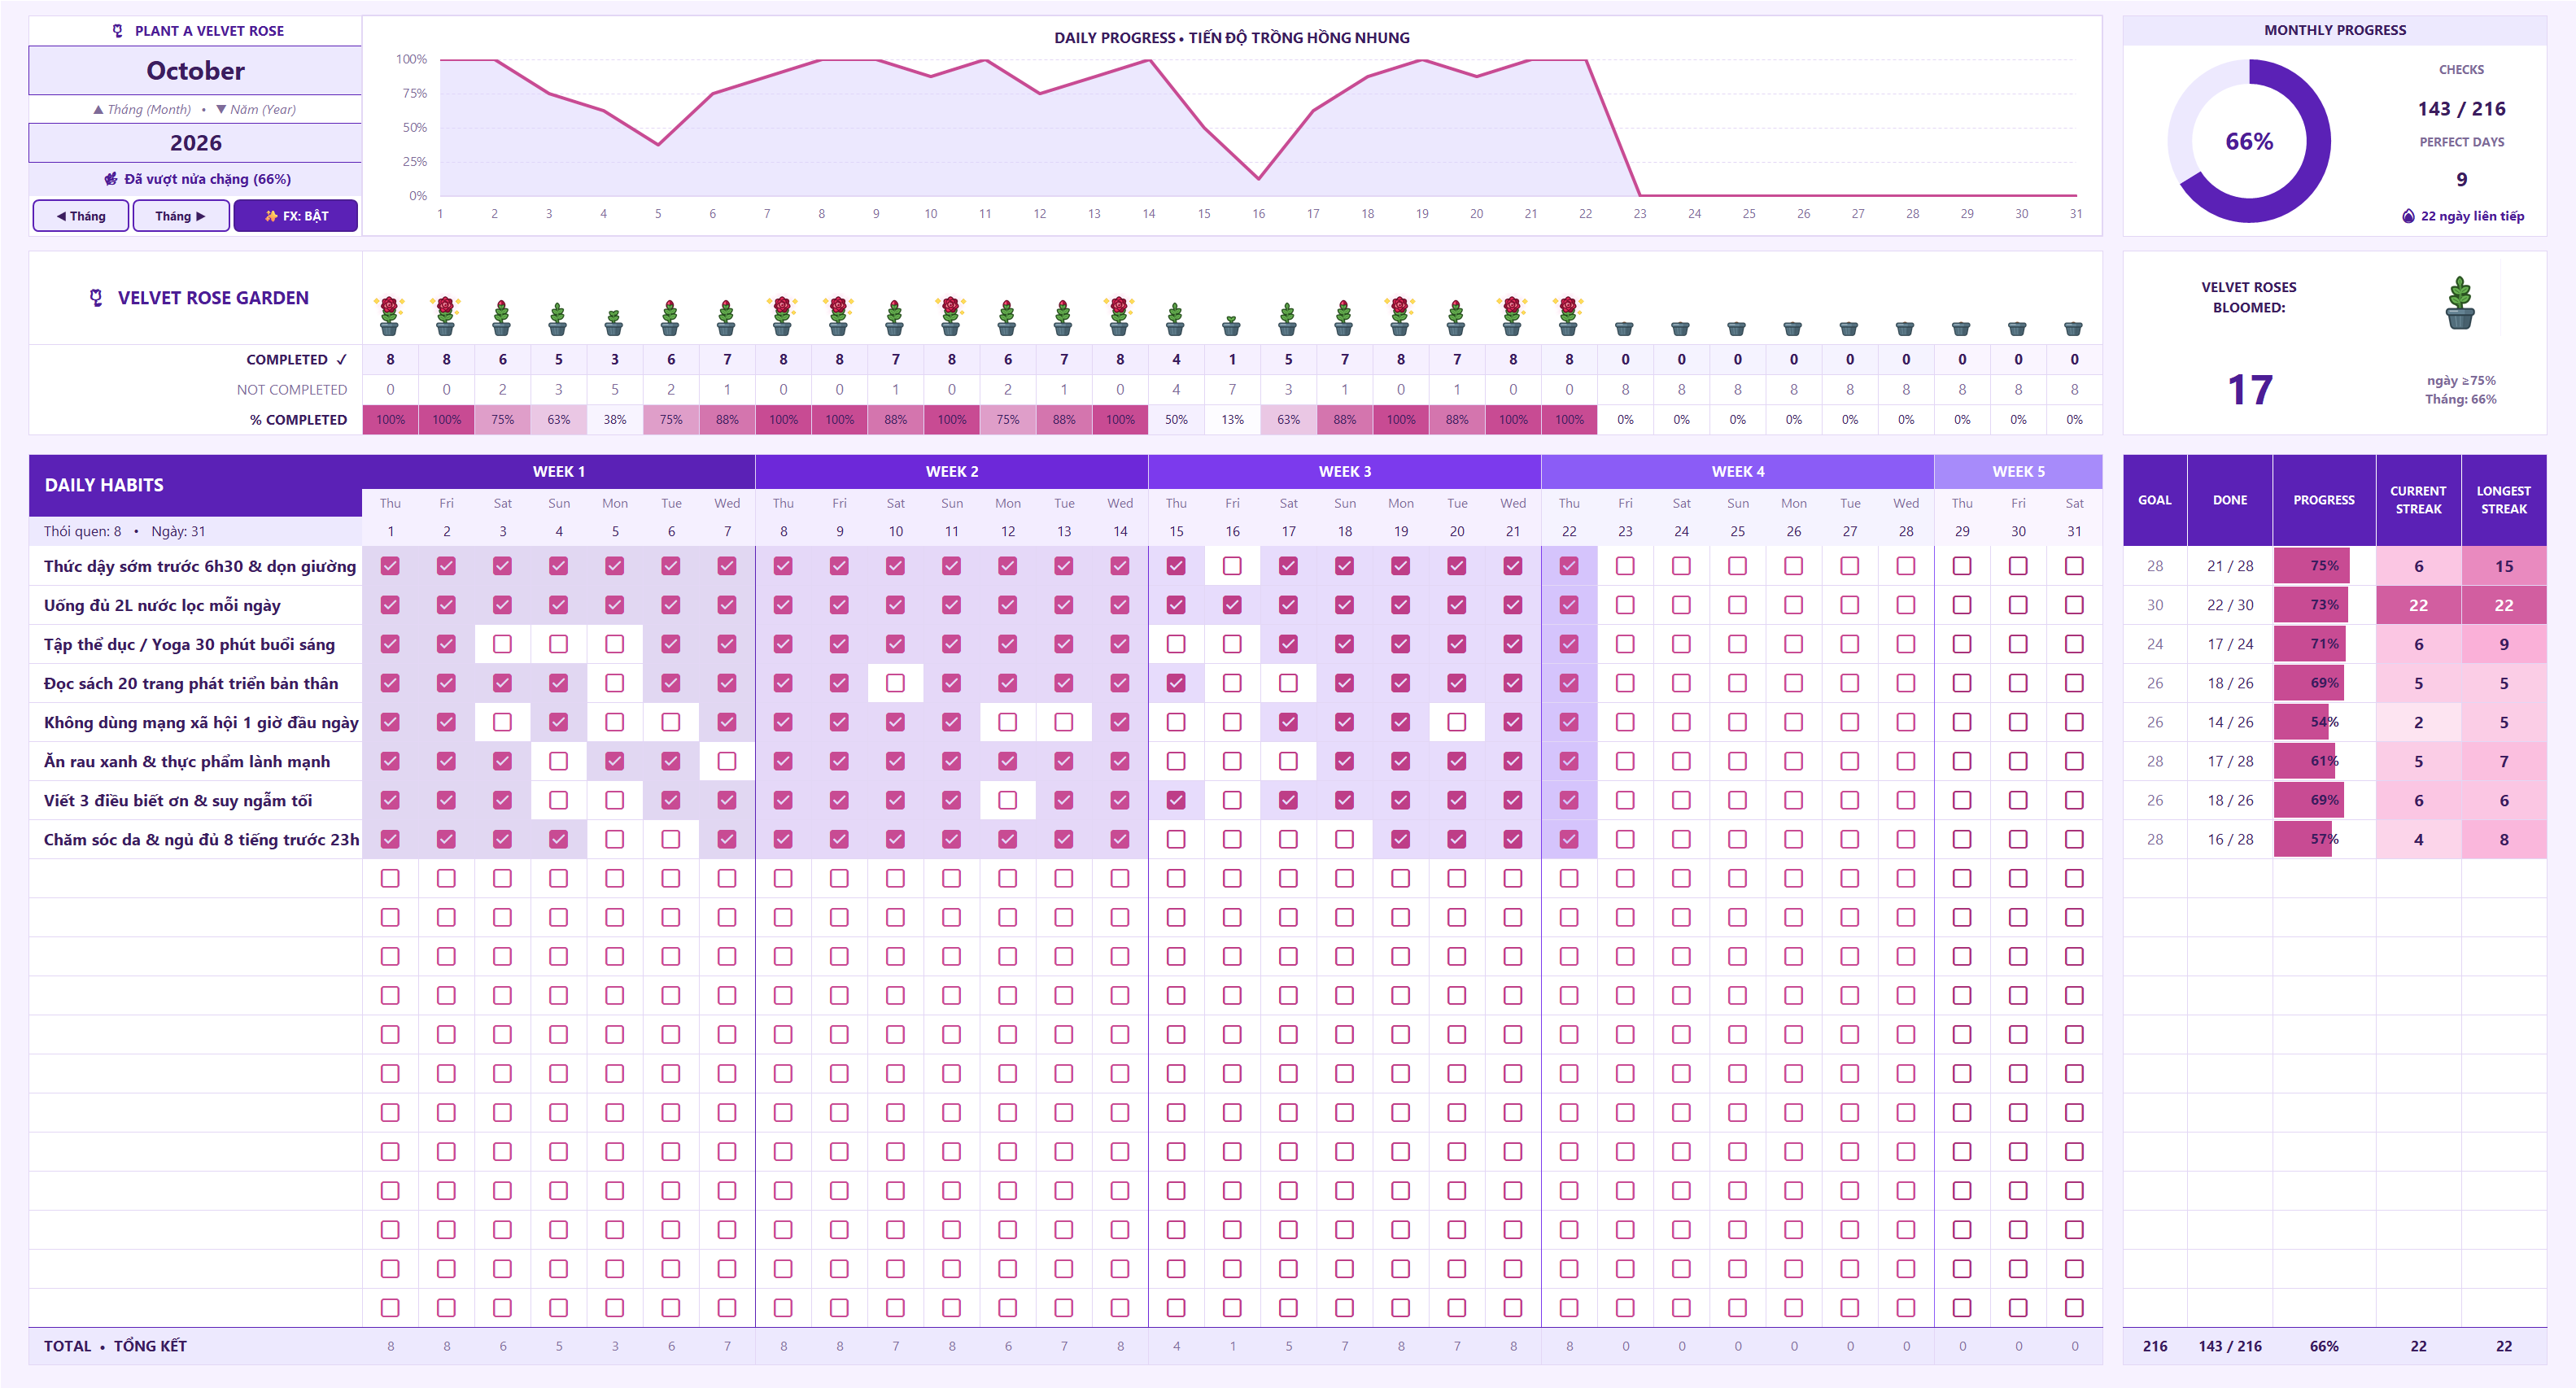 PLANT A VELVET ROSE
October
▲ Tháng (Month) • ▼ Năm (Year)
2026
Đã vượt nửa chặng (66%)
◀ Tháng Tháng ▶ ✨ FX: BẬT
DAILY PROGRESS • TIẾN ĐỘ TRỒNG HỒNG NHUNG
100%
75%
50%
25%
0%
1 2 3 4 5 6 7 8 9 10 11 12 13 14 15 16 17 18 19 20 21 22 23 24 25 26 27 28 29 30 31
MONTHLY PROGRESS
66%
CHECKS
143 / 216
PERFECT DAYS
9
22 ngày liên tiếp
VELVET ROSE GARDEN
COMPLETED ✓ 8 8 6 5 3 6 7 8 8 7 8 6 7 8 4 1 5 7 8 7 8 8 0 0 0 0 0 0 0 0 0
NOT COMPLETED 0 0 2 3 5 2 1 0 0 1 0 2 1 0 4 7 3 1 0 1 0 0 8 8 8 8 8 8 8 8 8
% COMPLETED 100% 100% 75% 63% 38% 75% 88% 100% 100% 88% 100% 75% 88% 100% 50% 13% 63% 88% 100% 88% 100% 100% 0% 0% 0% 0% 0% 0% 0% 0% 0%
VELVET ROSES
BLOOMED:
17
ngày ≥75%
Tháng: 66%
DAILY HABITS
WEEK 1 WEEK 2 WEEK 3 WEEK 4 WEEK 5
Thu Fri Sat Sun Mon Tue Wed Thu Fri Sat Sun Mon Tue Wed Thu Fri Sat Sun Mon Tue Wed Thu Fri Sat Sun Mon Tue Wed Thu Fri Sat
Thói quen: 8 • Ngày: 31 1 2 3 4 5 6 7 8 9 10 11 12 13 14 15 16 17 18 19 20 21 22 23 24 25 26 27 28 29 30 31
GOAL DONE PROGRESS CURRENT STREAK LONGEST STREAK
Thức dậy sớm trước 6h30 & dọn giường 28 21 / 28 75% 6 15
Uống đủ 2L nước lọc mỗi ngày 30 22 / 30 73% 22 22
Tập thể dục / Yoga 30 phút buổi sáng 24 17 / 24 71% 6 9
Đọc sách 20 trang phát triển bản thân 26 18 / 26 69% 5 5
Không dùng mạng xã hội 1 giờ đầu ngày 26 14 / 26 54% 2 5
Ăn rau xanh & thực phẩm lành mạnh 28 17 / 28 61% 5 7
Viết 3 điều biết ơn & suy ngẫm tối 26 18 / 26 69% 6 6
Chăm sóc da & ngủ đủ 8 tiếng trước 23h 28 16 / 28 57% 4 8
TOTAL • TỔNG KẾT 8 8 6 5 3 6 7 8 8 7 8 6 7 8 4 1 5 7 8 7 8 8 0 0 0 0 0 0 0 0 0 216 143 / 216 66% 22 22